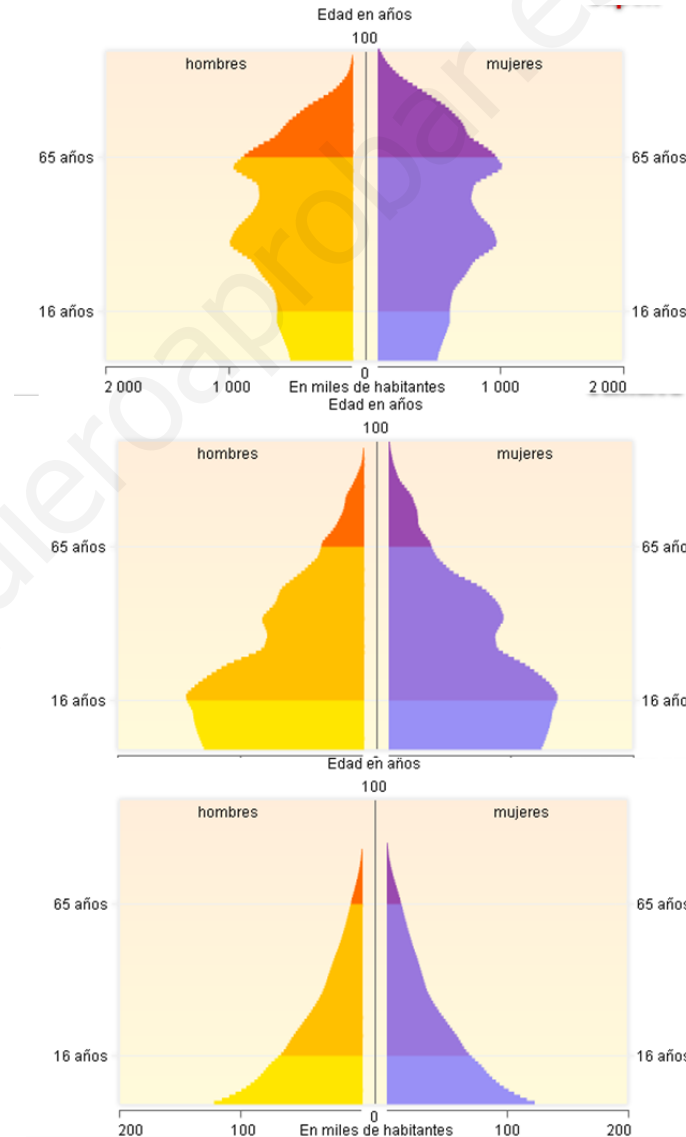 Edad en años
100
hombres mujeres
65 años 65 años
16 años 16 años
2 000 1 000 0 1 000 2 000
En miles de habitantes
Edad en años
100
hombres mujeres
65 años 65 año
16 años 16 año
Edad en años
100
hombres mujeres
65 años 65 años
16 años 16 años
200 100 0 100 200
En miles de habitantes